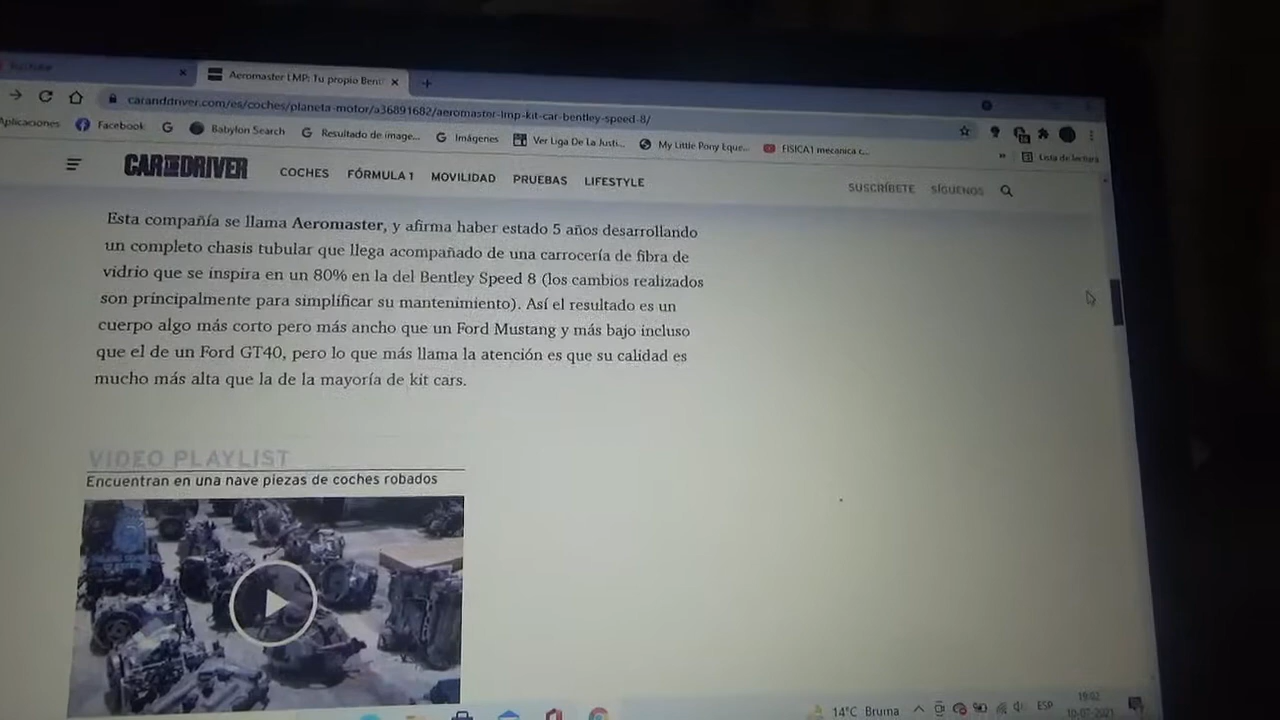 YouTube
Aeromaster LMP: Tu propio Bent
caranddriver.com/es/coches/planeta-motor/a36891682/aeromaster-lmp-kit-car-bentley-speed-8/
Aplicaciones Facebook Babylon Search Resultado de image... Imágenes Ver Liga De La Justi... My Little Pony Eque... FISICA1 mecanica c... » Lista de lectura
CAR AND DRIVER COCHES FÓRMULA 1 MOVILIDAD PRUEBAS LIFESTYLE SUSCRÍBETE SÍGUENOS
Esta compañía se llama Aeromaster, y afirma haber estado 5 años desarrollando
un completo chasis tubular que llega acompañado de una carrocería de fibra de
vidrio que se inspira en un 80% en la del Bentley Speed 8 (los cambios realizados
son principalmente para simplificar su mantenimiento). Así el resultado es un
cuerpo algo más corto pero más ancho que un Ford Mustang y más bajo incluso
que el de un Ford GT40, pero lo que más llama la atención es que su calidad es
mucho más alta que la de la mayoría de kit cars.
VIDEO PLAYLIST
Encuentran en una nave piezas de coches robados
14°C Bruma ESP 19:02
10-07-2021